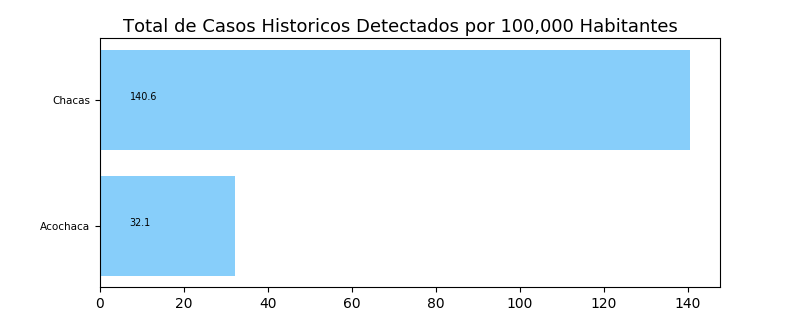 Total de Casos Historicos Detectados por 100,000 Habitantes
Chacas
140.6
Acochaca
32.1
0 20 40 60 80 100 120 140